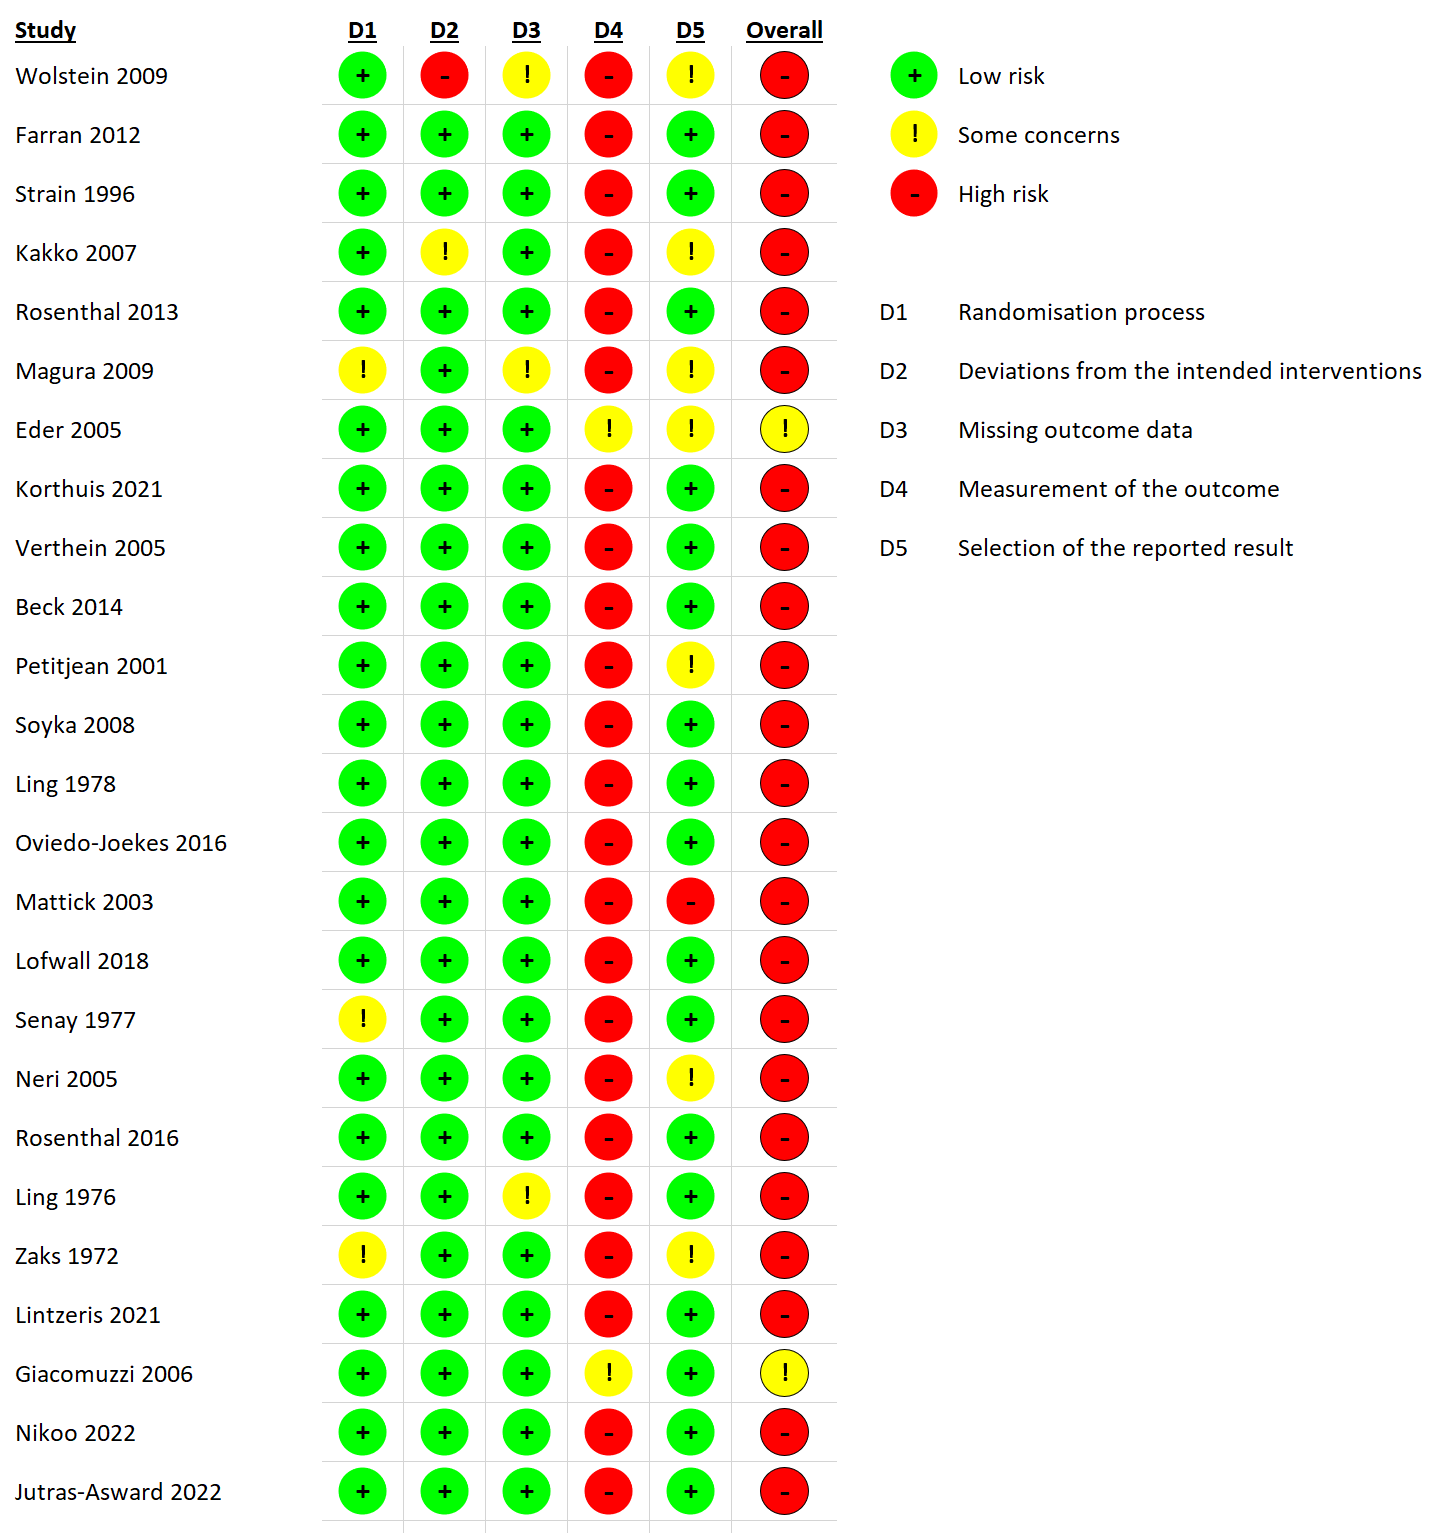 Study D1 D2 D3 D4 D5 Overall
Wolstein 2009 + - ! - ! - + Low risk
Farran 2012 + + + - + - ! Some concerns
Strain 1996 + + + - + - - High risk
Kakko 2007 + ! + - ! -
Rosenthal 2013 + + + - + - D1 Randomisation process
Magura 2009 ! + ! - ! - D2 Deviations from the intended interventions
Eder 2005 + + + ! ! ! D3 Missing outcome data
Korthuis 2021 + + + - + - D4 Measurement of the outcome
Verthein 2005 + + + - + - D5 Selection of the reported result
Beck 2014 + + + - + -
Petitjean 2001 + + + - ! -
Soyka 2008 + + + - + -
Ling 1978 + + + - + -
Oviedo-Joekes 2016 + + + - + -
Mattick 2003 + + + - - -
Lofwall 2018 + + + - + -
Senay 1977 ! + + - + -
Neri 2005 + + + - ! -
Rosenthal 2016 + + + - + -
Ling 1976 + + ! - + -
Zaks 1972 ! + + - ! -
Lintzeris 2021 + + + - + -
Giacomuzzi 2006 + + + ! + !
Nikoo 2022 + + + - + -
Jutras-Asward 2022 + + + - + -